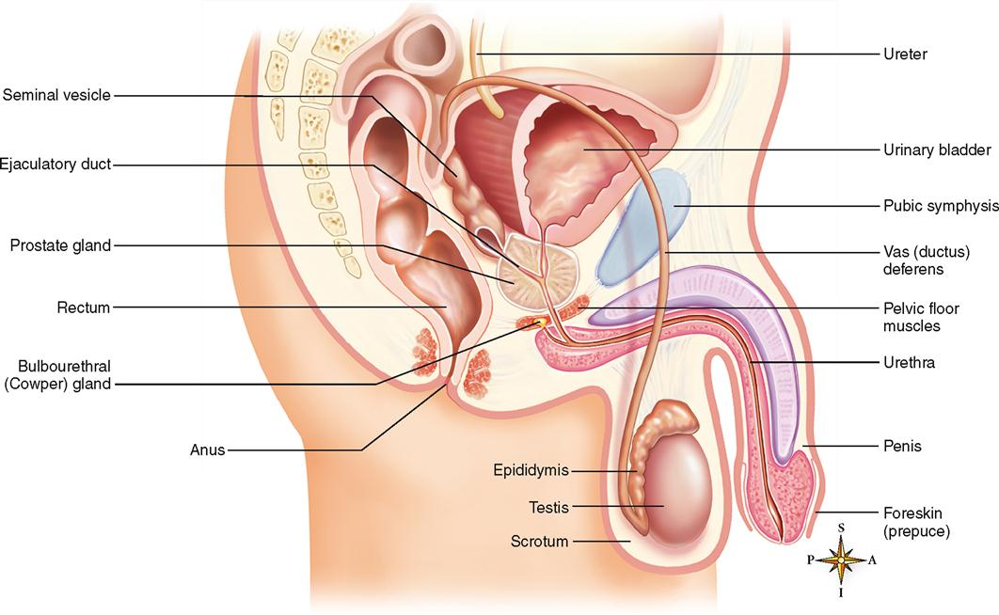 Seminal vesicle
Ejaculatory duct
Prostate gland
Rectum
Bulbourethral
(Cowper) gland
Anus
Epididymis
Testis
Scrotum
Ureter
Urinary bladder
Pubic symphysis
Vas (ductus)
deferens
Pelvic floor
muscles
Urethra
Penis
Foreskin
(prepuce)
S
P A
I